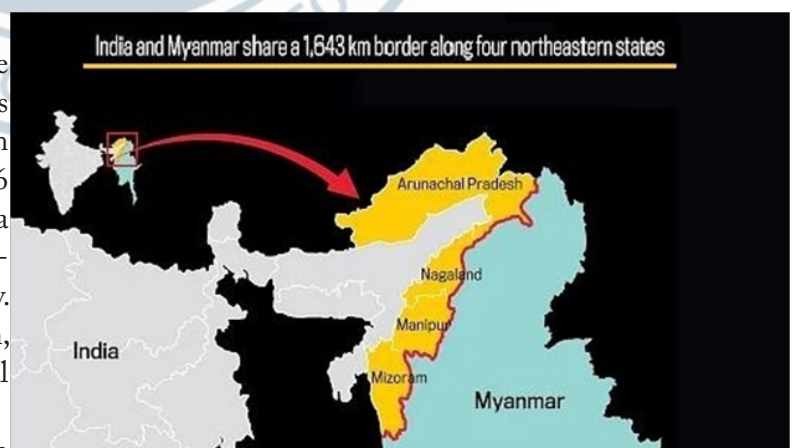 India and Myanmar share a 1,643 km border along four northeastern states
Arunachal Pradesh
Nagaland
Manipur
India
Mizoram
Myanmar